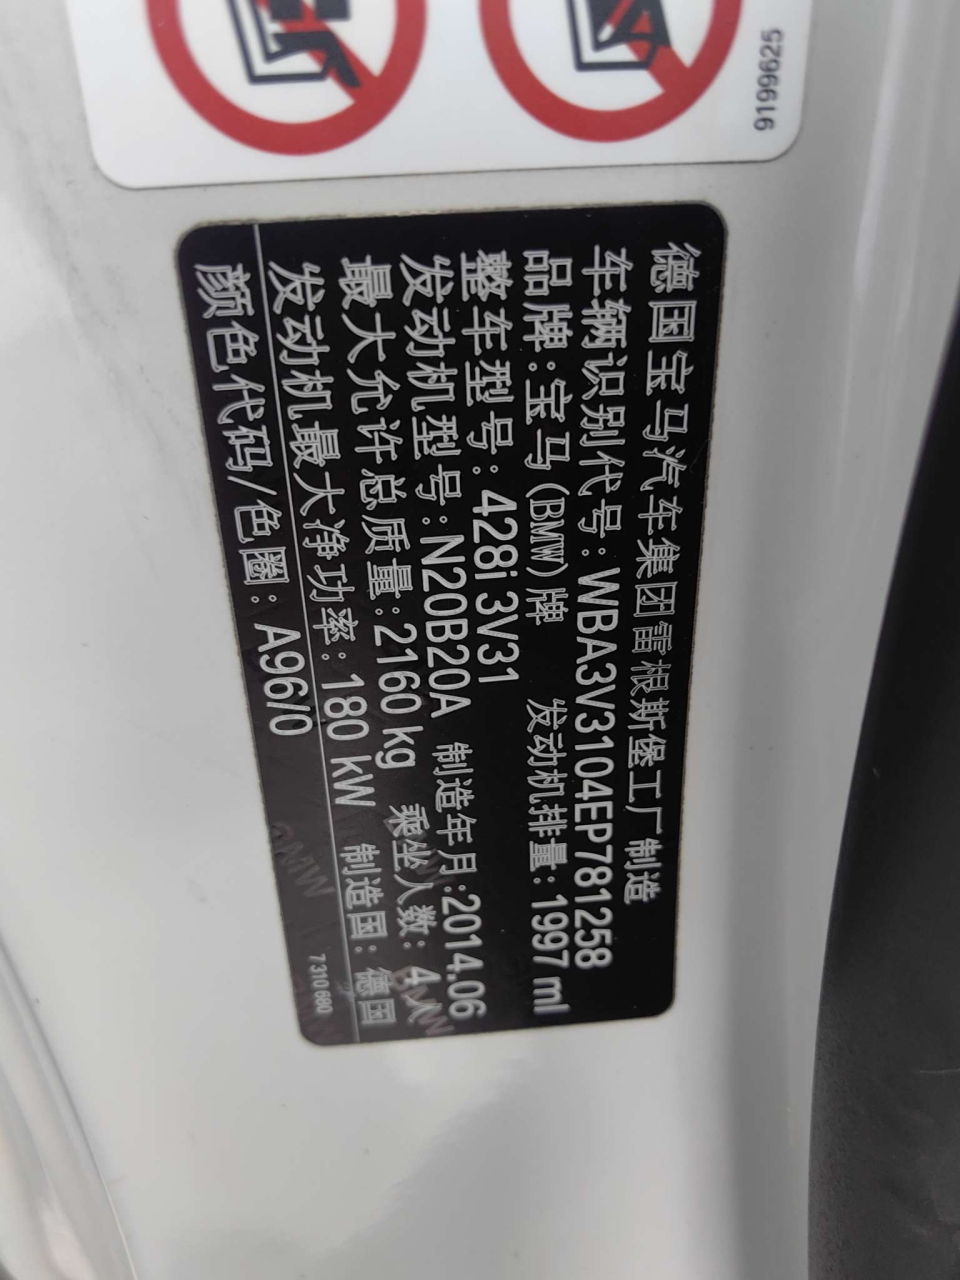 9199625
德国宝马汽车集团雷根斯堡工厂制造
车辆识别代号：WBA3V3104EP781258
品牌：宝马(BMW)牌 发动机排量：1997 ml
整车型号：428i 3V31
发动机型号：N20B20A 制造年月：2014.06
最大允许总质量：2160 kg 乘坐人数：4人
发动机最大净功率：180 kW 制造国：德国
颜色代码/色圈：A96/0
7310680
BMW
BMW